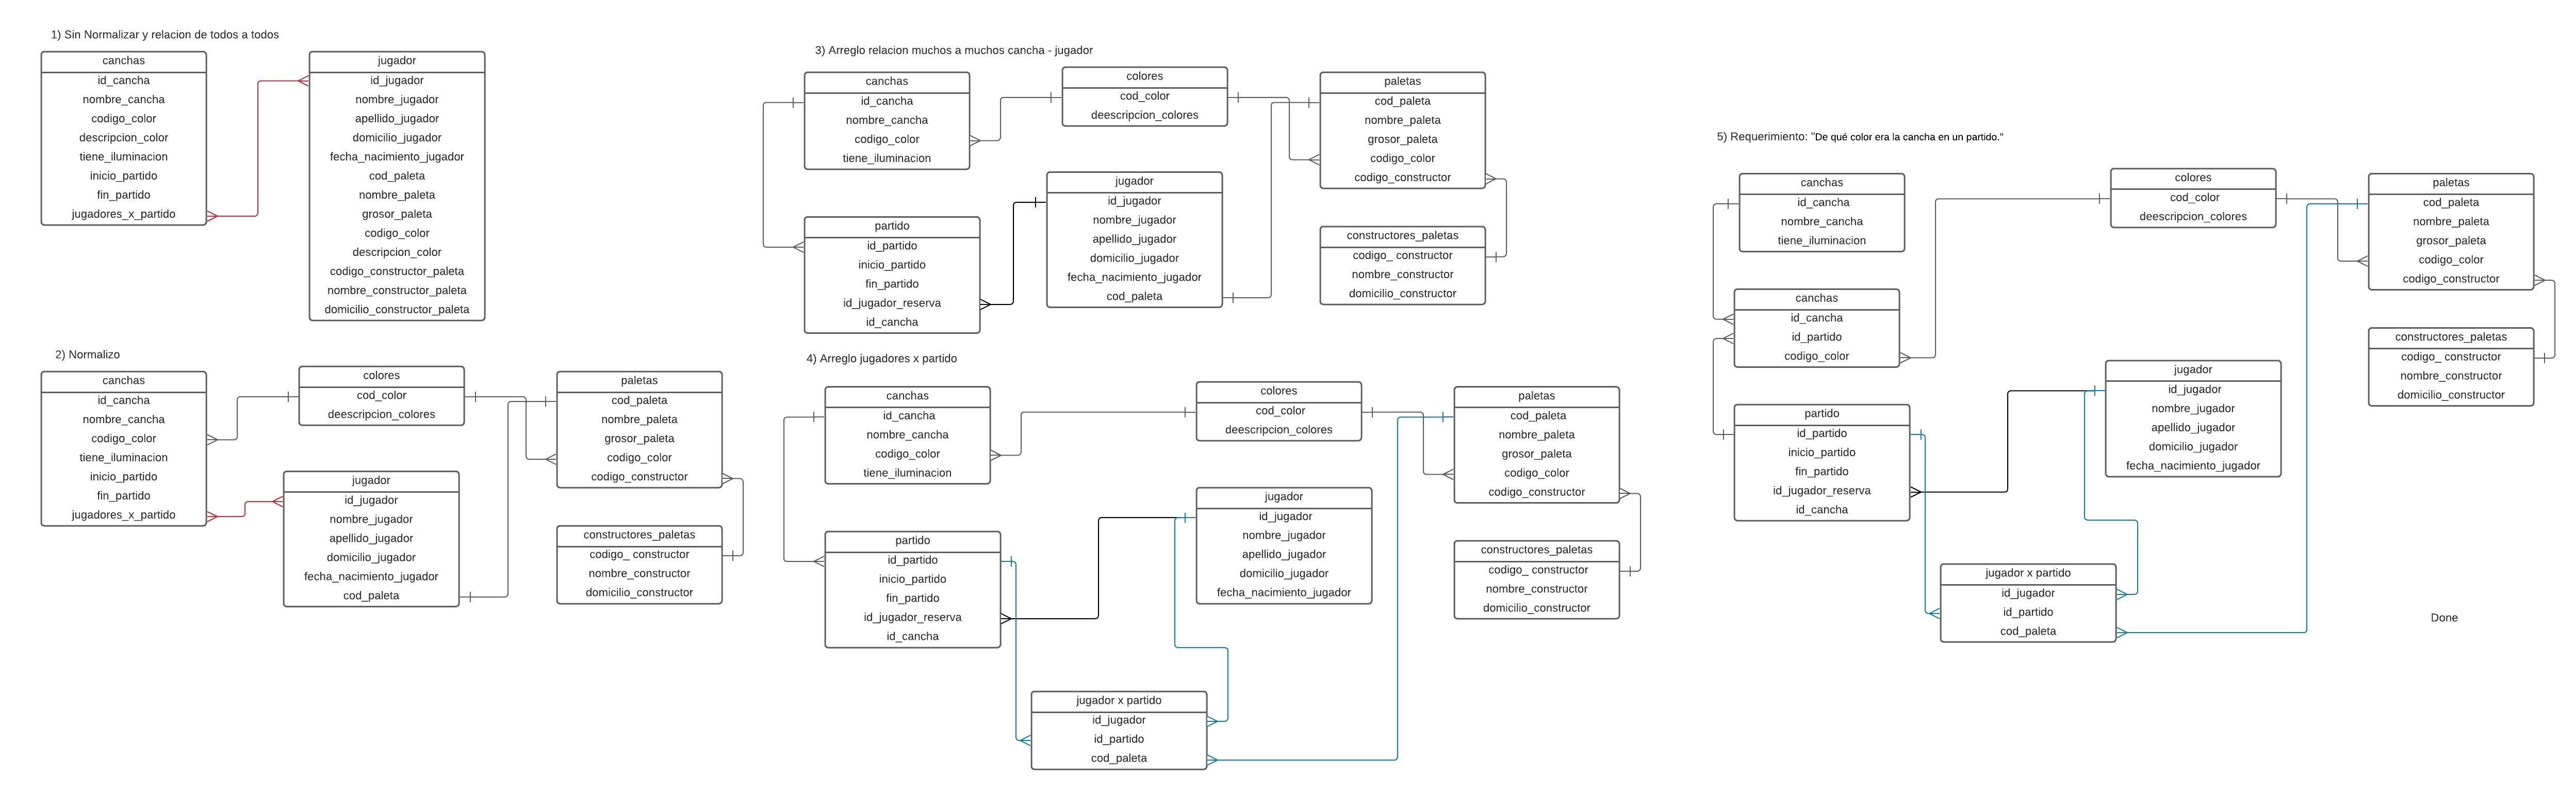 1) Sin Normalizar y relacion de todos a todos
canchas
id_cancha
nombre_cancha
codigo_color
descripcion_color
tiene_iluminacion
inicio_partido
fin_partido
jugadores_x_partido
jugador
id_jugador
nombre_jugador
apellido_jugador
domicilio_jugador
fecha_nacimiento_jugador
cod_paleta
nombre_paleta
grosor_paleta
codigo_color
descripcion_color
codigo_constructor_paleta
nombre_constructor_paleta
domicilio_constructor_paleta
2) Normalizo
canchas
id_cancha
nombre_cancha
codigo_color
tiene_iluminacion
inicio_partido
fin_partido
jugadores_x_partido
colores
cod_color
deescripcion_colores
jugador
id_jugador
nombre_jugador
apellido_jugador
domicilio_jugador
fecha_nacimiento_jugador
cod_paleta
paletas
cod_paleta
nombre_paleta
grosor_paleta
codigo_color
codigo_constructor
constructores_paletas
codigo_ constructor
nombre_constructor
domicilio_constructor
3) Arreglo relacion muchos a muchos cancha - jugador
canchas
id_cancha
nombre_cancha
codigo_color
tiene_iluminacion
colores
cod_color
deescripcion_colores
paletas
cod_paleta
nombre_paleta
grosor_paleta
codigo_color
codigo_constructor
partido
id_partido
inicio_partido
fin_partido
id_jugador_reserva
id_cancha
jugador
id_jugador
nombre_jugador
apellido_jugador
domicilio_jugador
fecha_nacimiento_jugador
cod_paleta
constructores_paletas
codigo_ constructor
nombre_constructor
domicilio_constructor
4) Arreglo jugadores x partido
canchas
id_cancha
nombre_cancha
codigo_color
tiene_iluminacion
colores
cod_color
deescripcion_colores
paletas
cod_paleta
nombre_paleta
grosor_paleta
codigo_color
codigo_constructor
partido
id_partido
inicio_partido
fin_partido
id_jugador_reserva
id_cancha
jugador
id_jugador
nombre_jugador
apellido_jugador
domicilio_jugador
fecha_nacimiento_jugador
constructores_paletas
codigo_ constructor
nombre_constructor
domicilio_constructor
jugador x partido
id_jugador
id_partido
cod_paleta
5) Requerimiento: "De qué color era la cancha en un partido."
canchas
id_cancha
nombre_cancha
tiene_iluminacion
colores
cod_color
deescripcion_colores
paletas
cod_paleta
nombre_paleta
grosor_paleta
codigo_color
codigo_constructor
canchas
id_cancha
id_partido
codigo_color
constructores_paletas
codigo_ constructor
nombre_constructor
domicilio_constructor
partido
id_partido
inicio_partido
fin_partido
id_jugador_reserva
id_cancha
jugador
id_jugador
nombre_jugador
apellido_jugador
domicilio_jugador
fecha_nacimiento_jugador
jugador x partido
id_jugador
id_partido
cod_paleta
Done